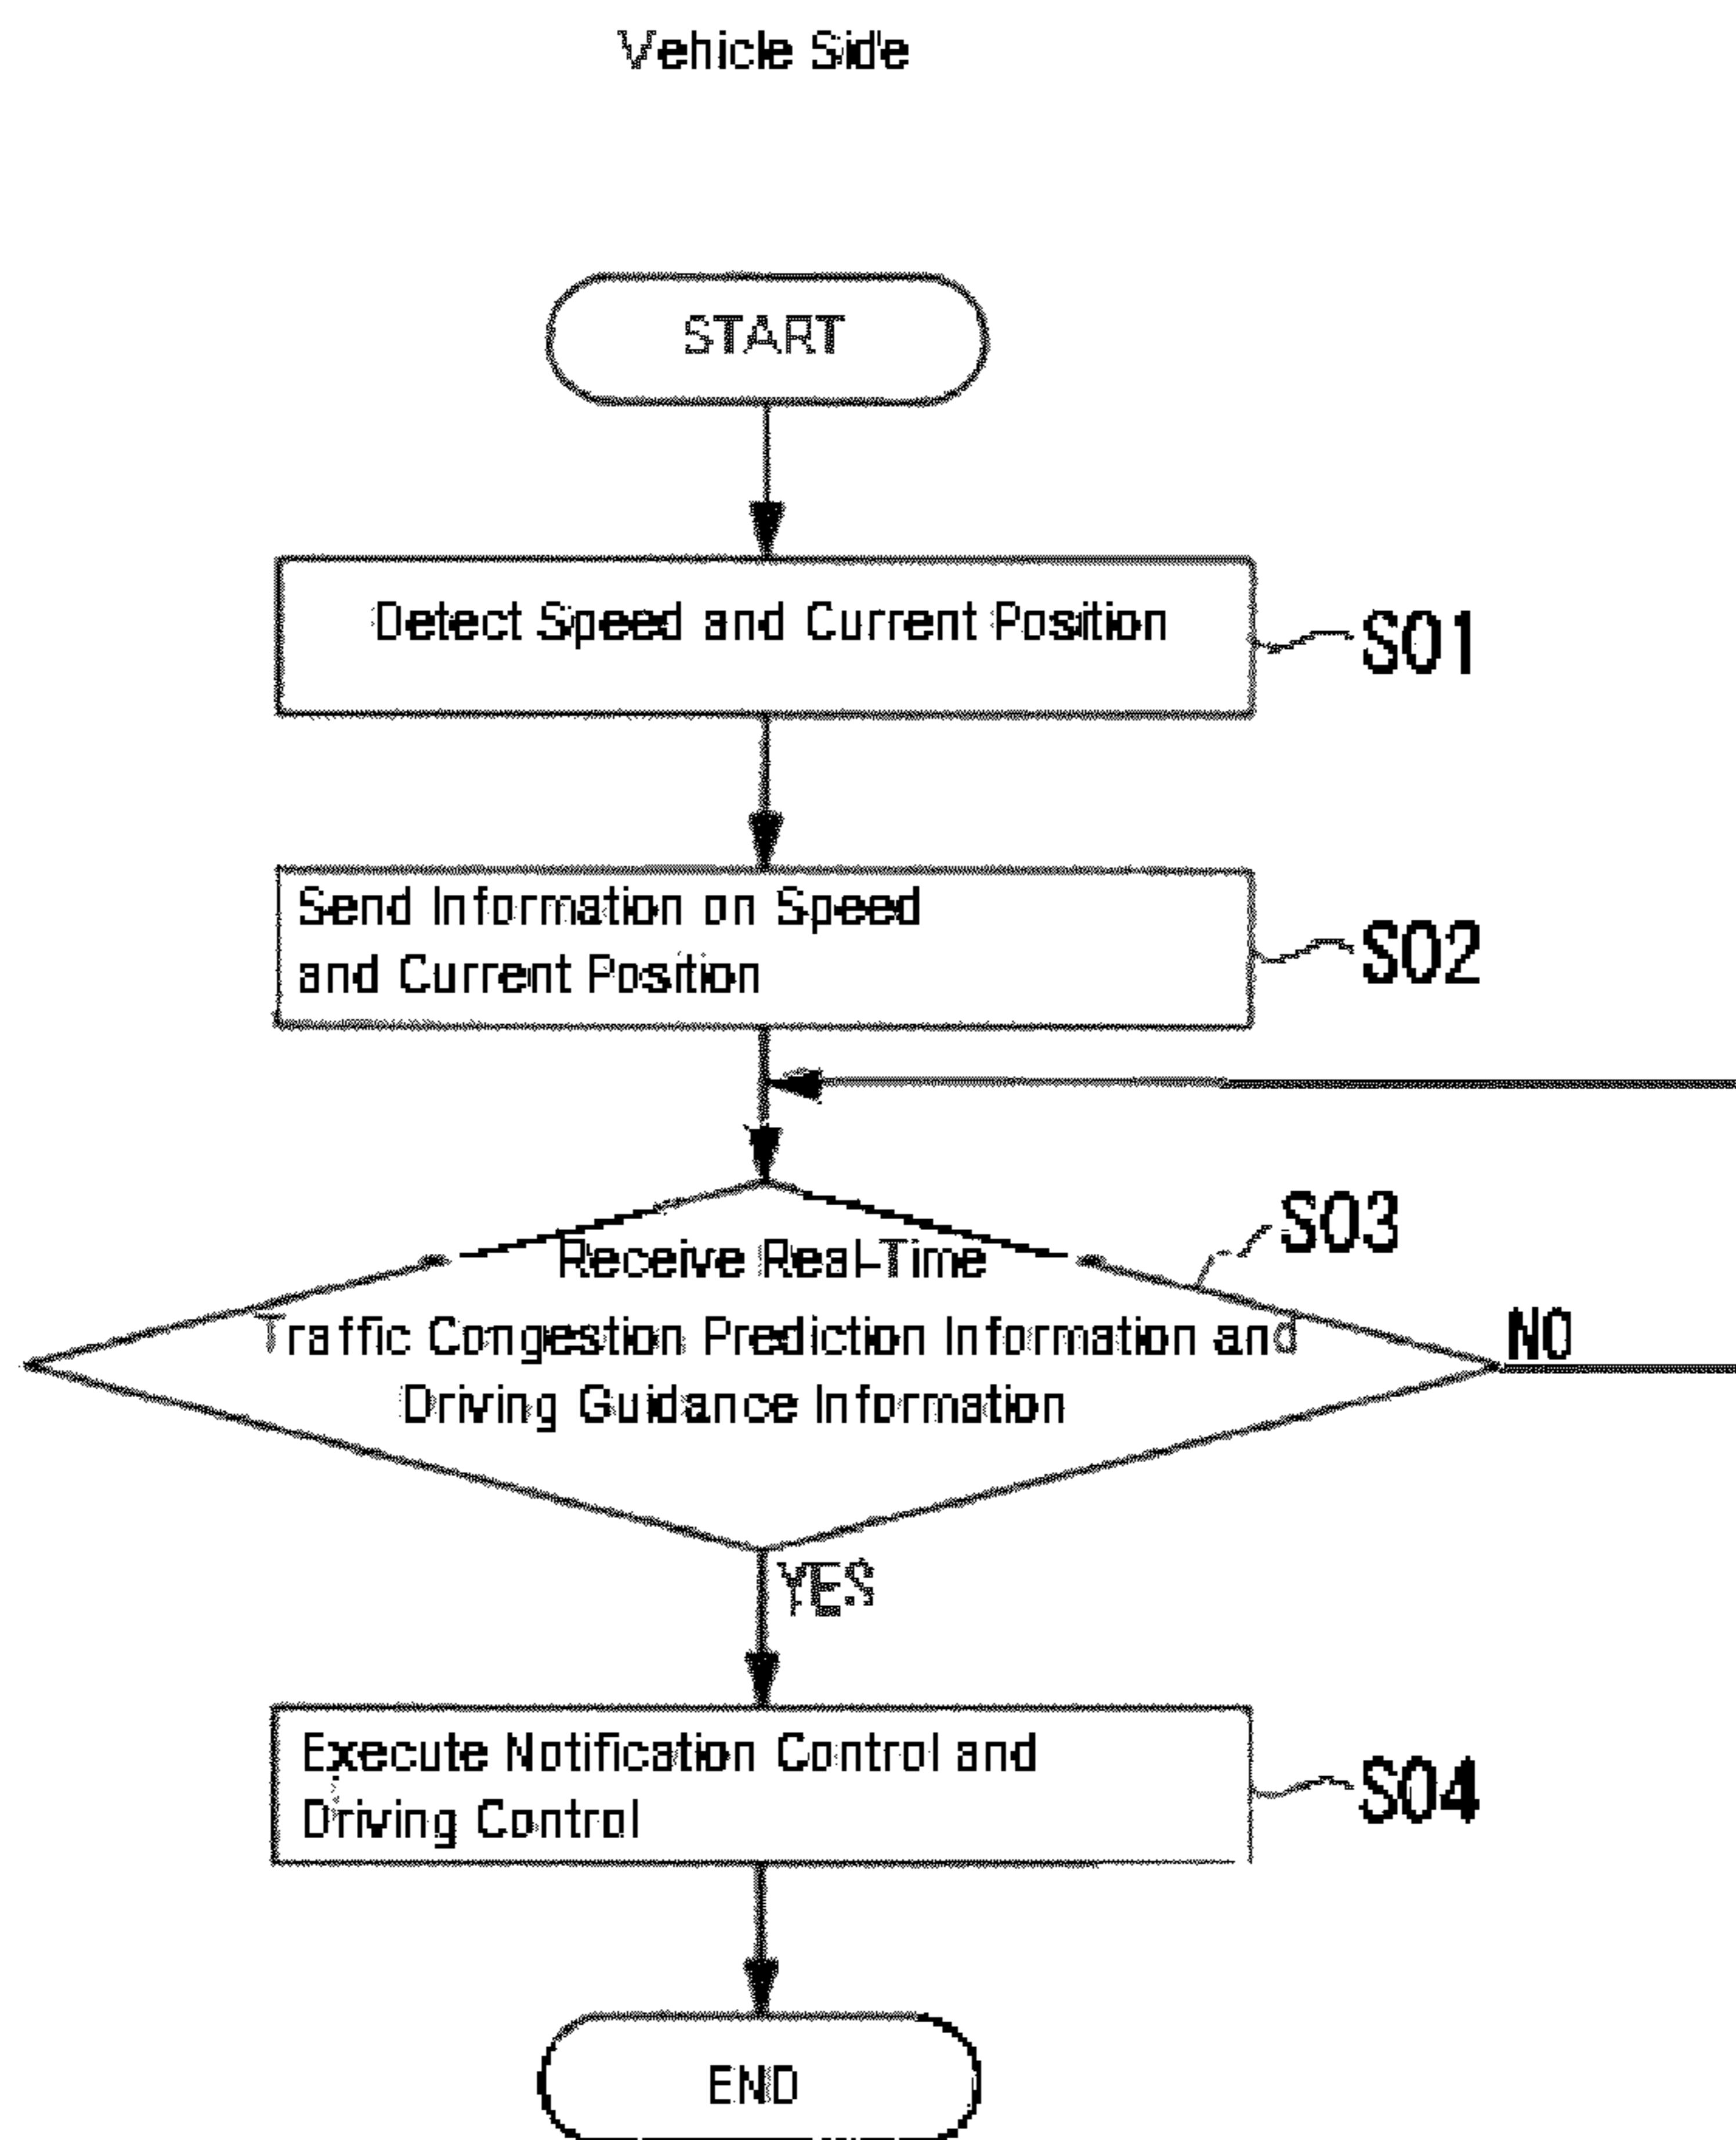 Vehicle Side
START
Detect Speed and Current Position
S01
Send Information on Speed
and Current Position
S02
S03
Receive Real-Time
Traffic Congestion Prediction Information and
Driving Guidance Information
NO
YES
Execute Notification Control and
Driving Control
S04
END